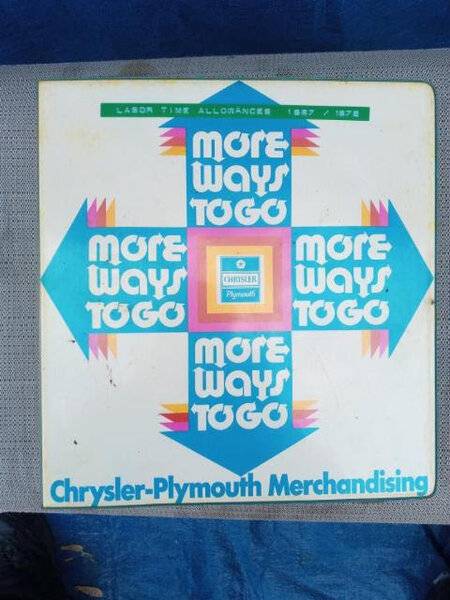 LABOR TIME ALLOWANCES 1967 / 1972
more
ways
TO GO
more
ways
TO GO
CHRYSLER
Plymouth
more
ways
TO GO
more
ways
TO GO
Chrysler-Plymouth Merchandising